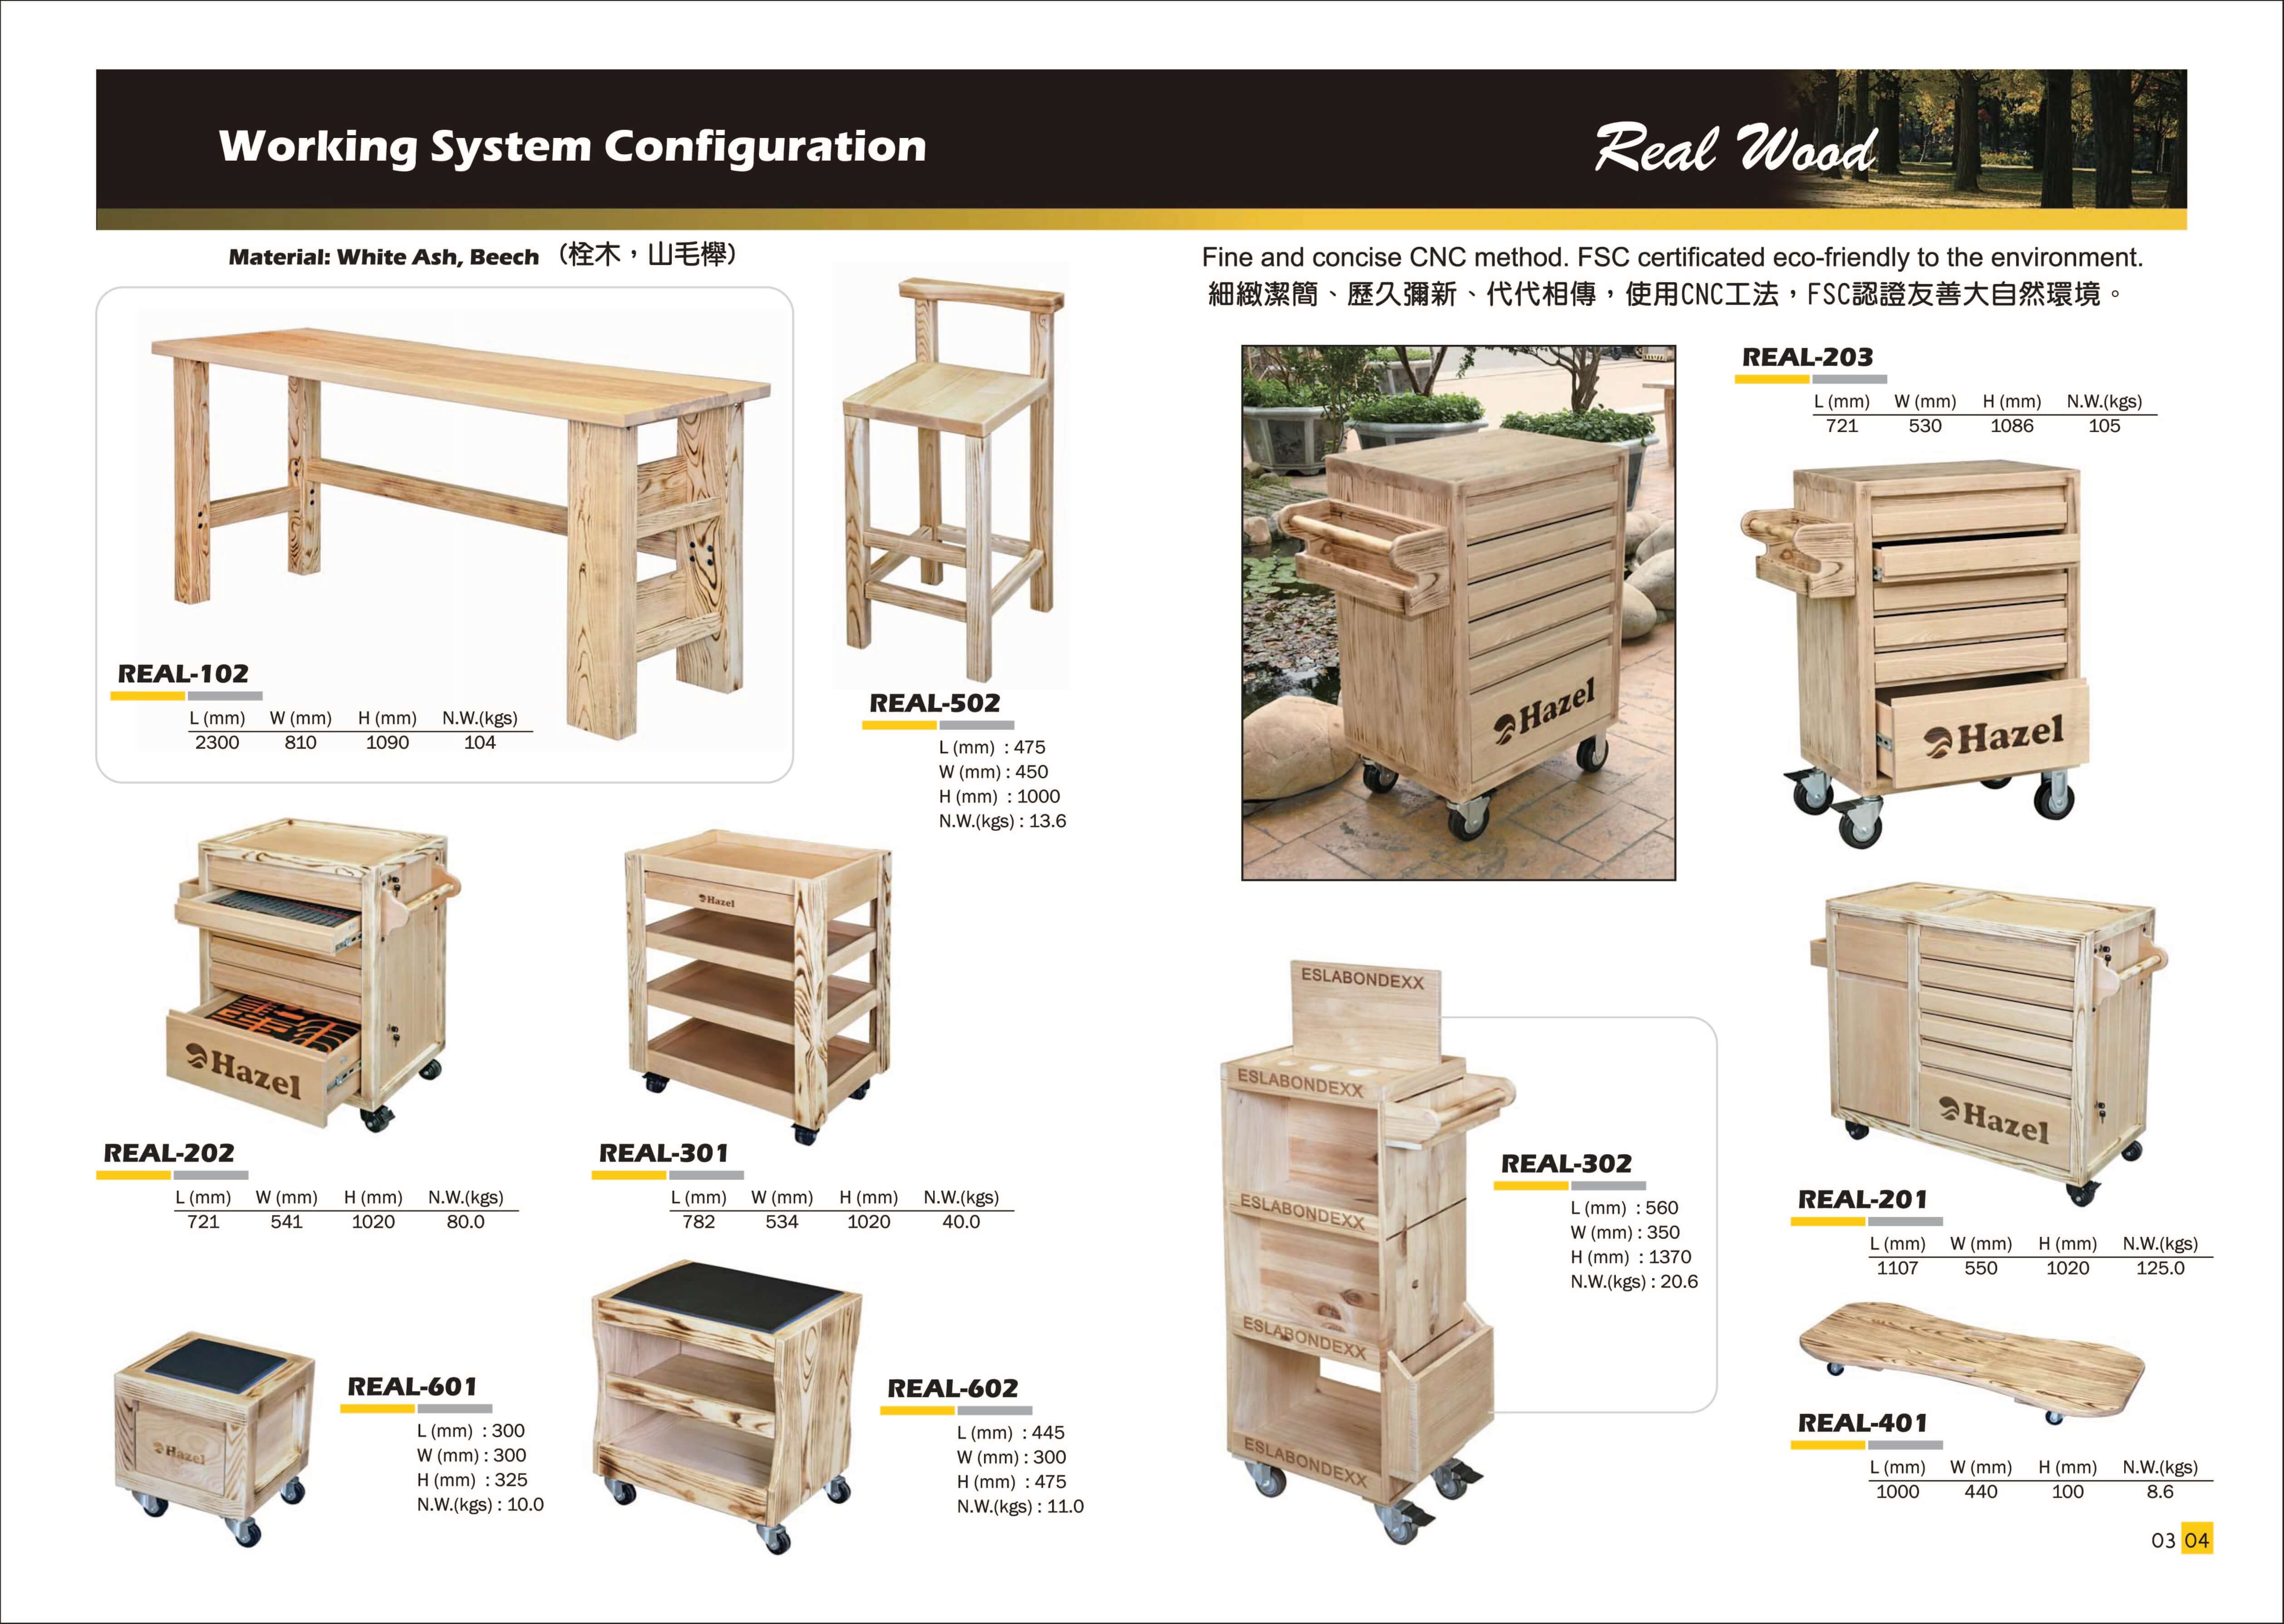 Working System Configuration
Real Wood
Material: White Ash, Beech (栓木，山毛櫸)
Fine and concise CNC method. FSC certificated eco-friendly to the environment.
細緻潔簡、歷久彌新、代代相傳，使用CNC工法，FSC認證友善大自然環境。
REAL-102
L (mm) W (mm) H (mm) N.W.(kgs)
2300 810 1090 104
REAL-502
L (mm) : 475
W (mm) : 450
H (mm) : 1000
N.W.(kgs) : 13.6
Hazel
REAL-203
L (mm) W (mm) H (mm) N.W.(kgs)
721 530 1086 105
Hazel
Hazel
REAL-202
L (mm) W (mm) H (mm) N.W.(kgs)
721 541 1020 80.0
Hazel
REAL-301
L (mm) W (mm) H (mm) N.W.(kgs)
782 534 1020 40.0
ESLABONDEXX
ESLABONDEXX
ESLABONDEXX
ESLABONDEXX
ESLABONDEXX
REAL-302
L (mm) : 560
W (mm) : 350
H (mm) : 1370
N.W.(kgs) : 20.6
Hazel
REAL-201
L (mm) W (mm) H (mm) N.W.(kgs)
1107 550 1020 125.0
Hazel
REAL-601
L (mm) : 300
W (mm) : 300
H (mm) : 325
N.W.(kgs) : 10.0
REAL-602
L (mm) : 445
W (mm) : 300
H (mm) : 475
N.W.(kgs) : 11.0
REAL-401
L (mm) W (mm) H (mm) N.W.(kgs)
1000 440 100 8.6
03 04